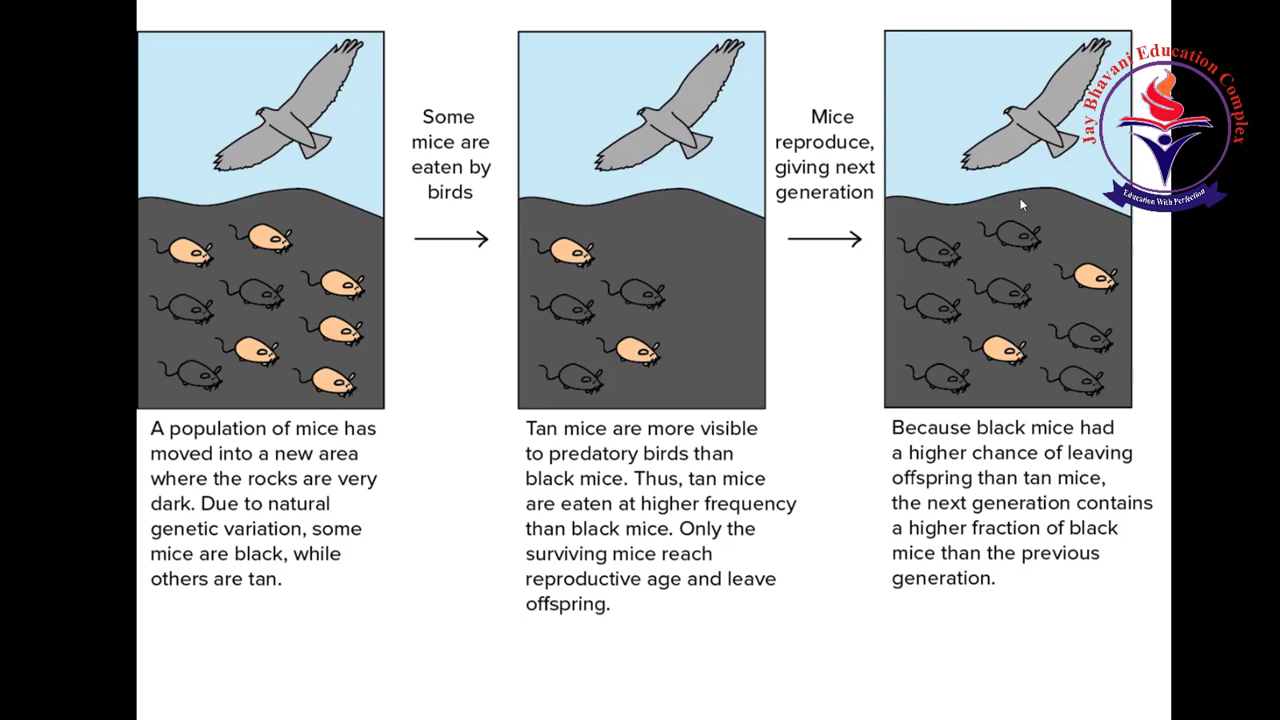 Some
mice are
eaten by
birds
Mice
reproduce,
giving next
generation
Jay Bhavani Education Complex
Education With Perfection
A population of mice has
moved into a new area
where the rocks are very
dark. Due to natural
genetic variation, some
mice are black, while
others are tan.
Tan mice are more visible
to predatory birds than
black mice. Thus, tan mice
are eaten at higher frequency
than black mice. Only the
surviving mice reach
reproductive age and leave
offspring.
Because black mice had
a higher chance of leaving
offspring than tan mice,
the next generation contains
a higher fraction of black
mice than the previous
generation.